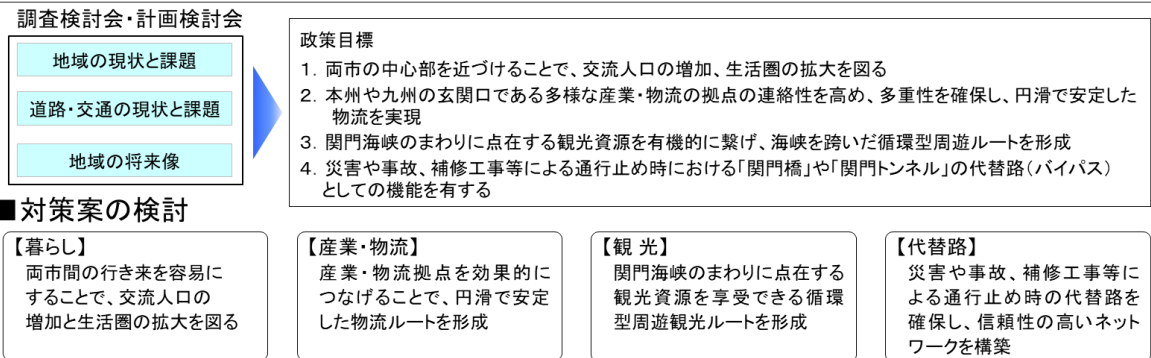 調査検討会・計画検討会
地域の現状と課題
道路・交通の現状と課題
地域の将来像
政策目標
１．両市の中心部を近づけることで、交流人口の増加、生活圏の拡大を図る
２．本州や九州の玄関口である多様な産業・物流の拠点の連絡性を高め、多重性を確保し、円滑で安定した
物流を実現
３．関門海峡のまわりに点在する観光資源を有機的に繋げ、海峡を跨いだ循環型周遊ルートを形成
４．災害や事故、補修工事等による通行止め時における「関門橋」や「関門トンネル」の代替路（バイパス）
としての機能を有する
■対策案の検討
【暮らし】
両市間の行き来を容易に
することで、交流人口の
増加と生活圏の拡大を図る
【産業・物流】
産業・物流拠点を効果的に
つなげることで、円滑で安定
した物流ルートを形成
【観 光】
関門海峡のまわりに点在する
観光資源を享受できる循環
型周遊観光ルートを形成
【代替路】
災害や事故、補修工事等に
よる通行止め時の代替路を
確保し、信頼性の高いネット
ワークを構築